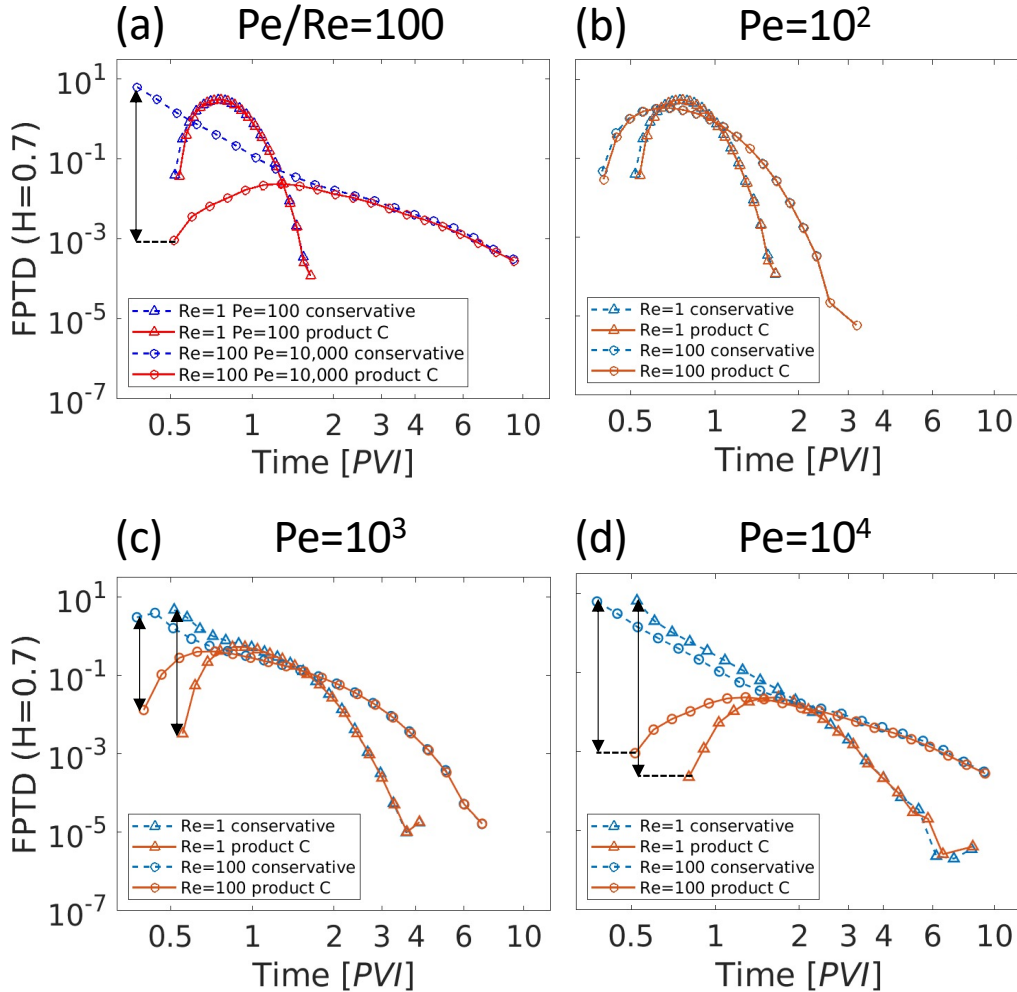 (a) Pe/Re=100
FPTD (H=0.7)
10^1
10^-1
10^-3
10^-5
10^-7
Re=1 Pe=100 conservative
Re=1 Pe=100 product C
Re=100 Pe=10,000 conservative
Re=100 Pe=10,000 product C
0.5 1 2 3 4 6 10
Time [PVI]
(b) Pe=10²
Re=1 conservative
Re=1 product C
Re=100 conservative
Re=100 product C
0.5 1 2 3 4 6 10
Time [PVI]
(c) Pe=10³
FPTD (H=0.7)
10^1
10^-1
10^-3
10^-5
10^-7
Re=1 conservative
Re=1 product C
Re=100 conservative
Re=100 product C
0.5 1 2 3 4 6 10
Time [PVI]
(d) Pe=10⁴
Re=1 conservative
Re=1 product C
Re=100 conservative
Re=100 product C
0.5 1 2 3 4 6 10
Time [PVI]